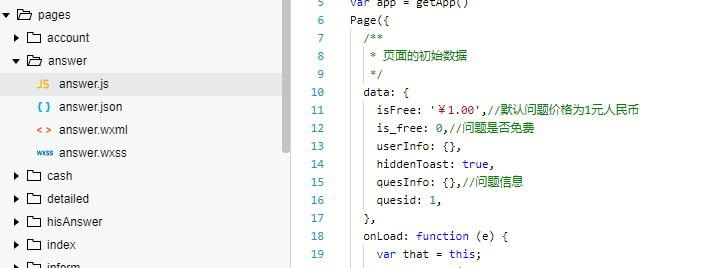 pages
account
answer
JS answer.js
{ } answer.json
< > answer.wxml
WXSS answer.wxss
cash
detailed
hisAnswer
index
inform
5 var app = getApp()
6 Page({
7 /**
8 * 页面的初始数据
9 */
10 data: {
11 isFree: '￥1.00',//默认问题价格为1元人民币
12 is_free: 0,//问题是否免费
13 userInfo: {},
14 hiddenToast: true,
15 quesInfo: {},//问题信息
16 quesid: 1,
17 },
18 onLoad: function (e) {
19 var that = this;